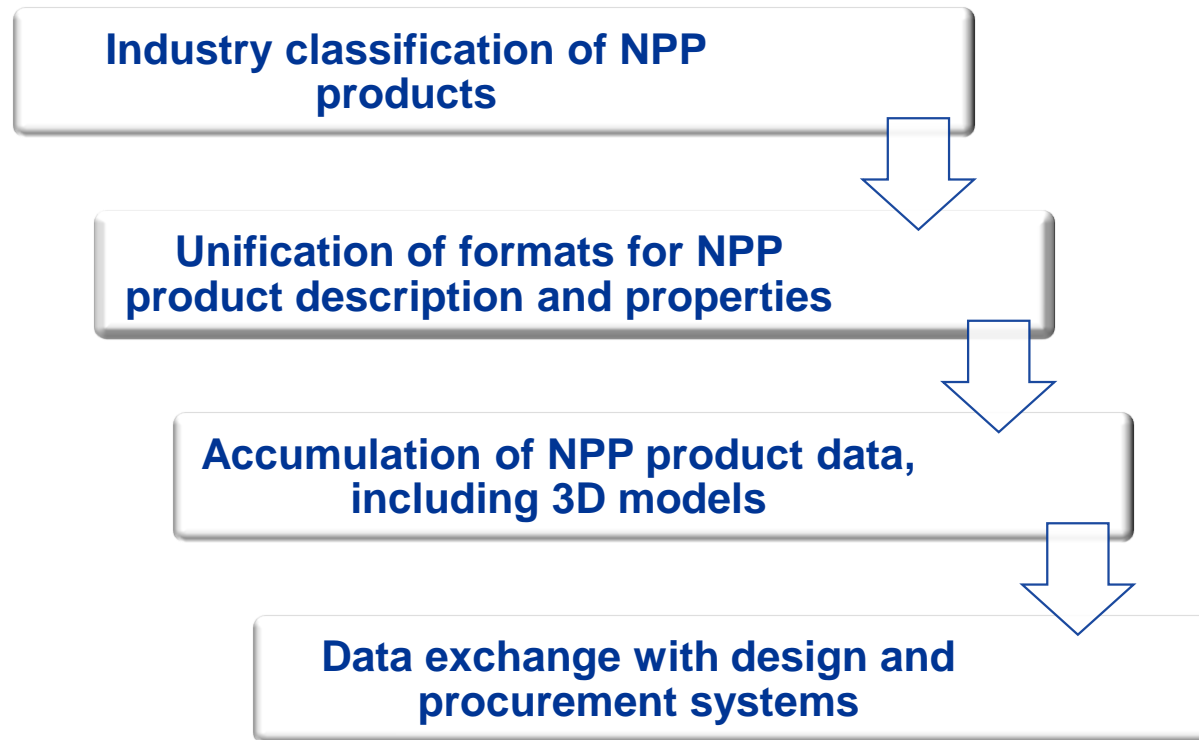 Industry classification of NPP
products
Unification of formats for NPP
product description and properties
Accumulation of NPP product data,
including 3D models
Data exchange with design and
procurement systems